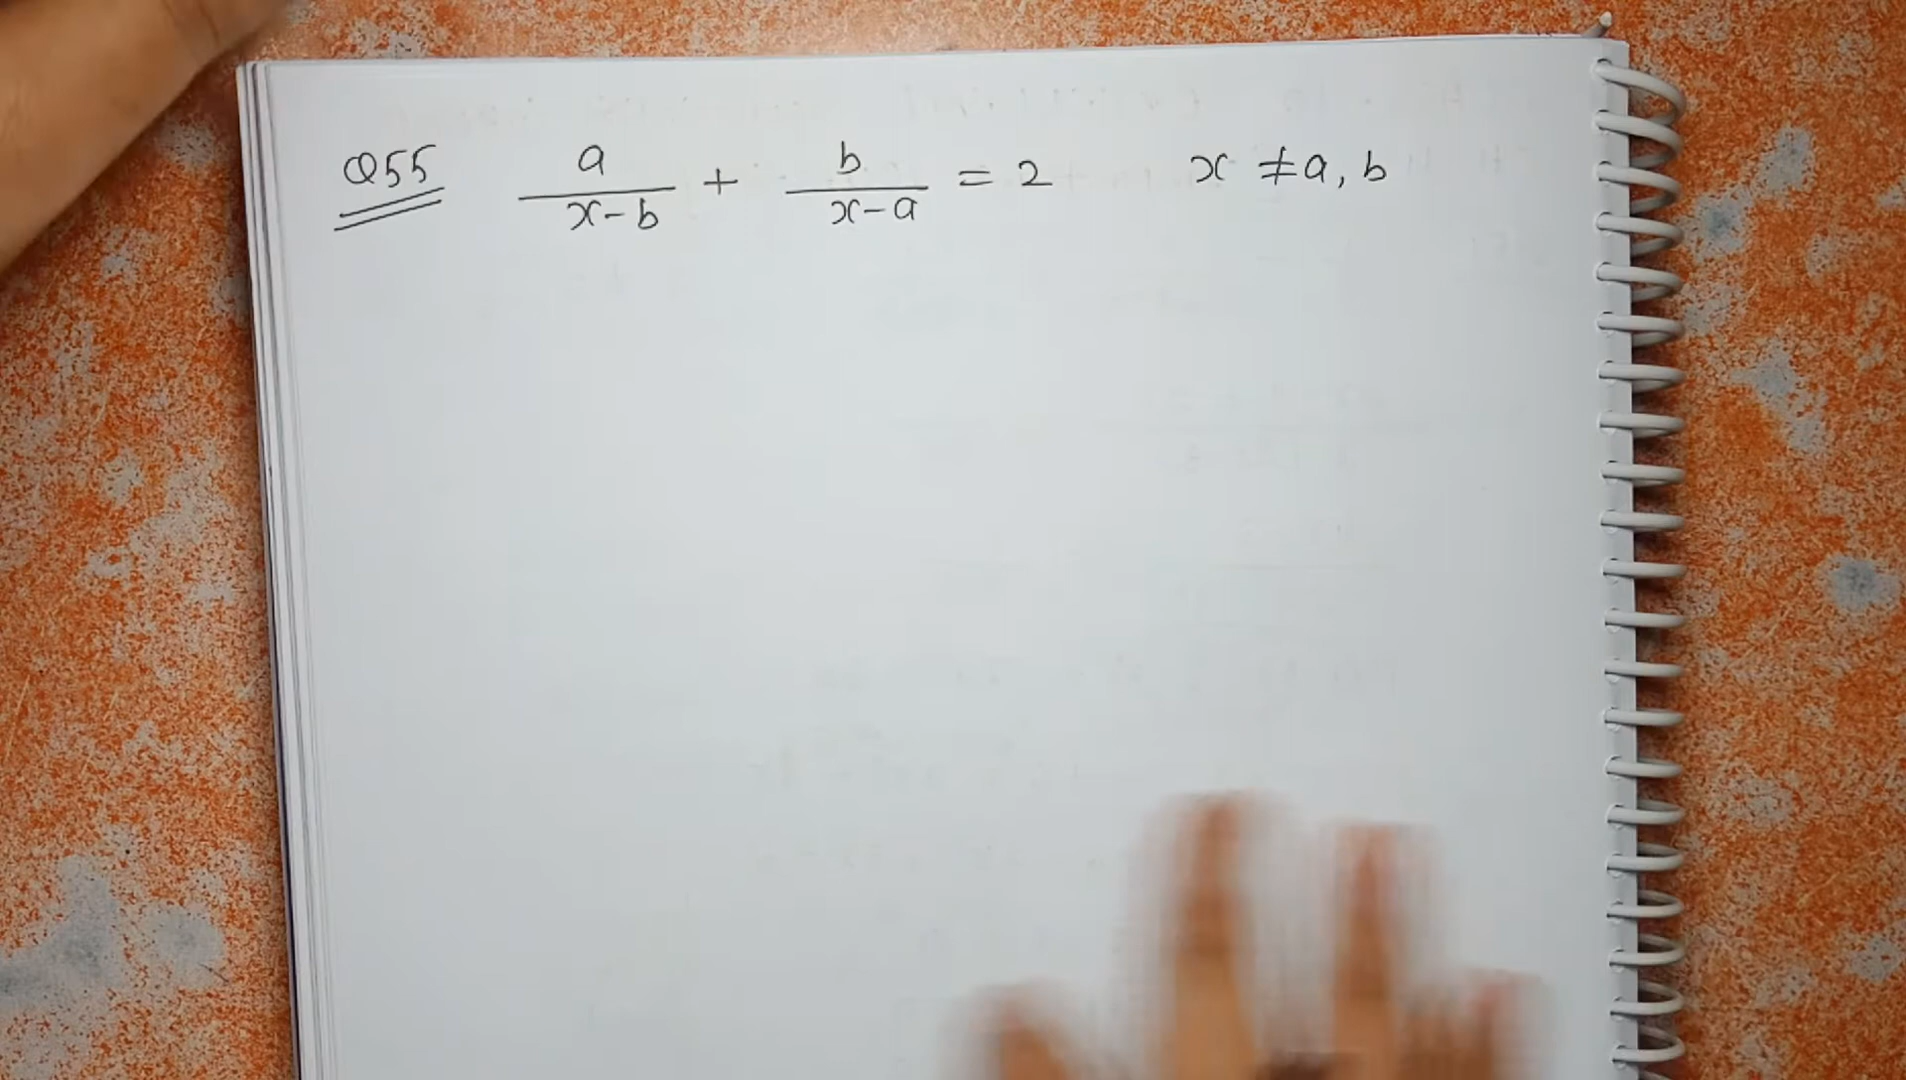 Q55 a/(x-b) + b/(x-a) = 2 x ≠ a, b